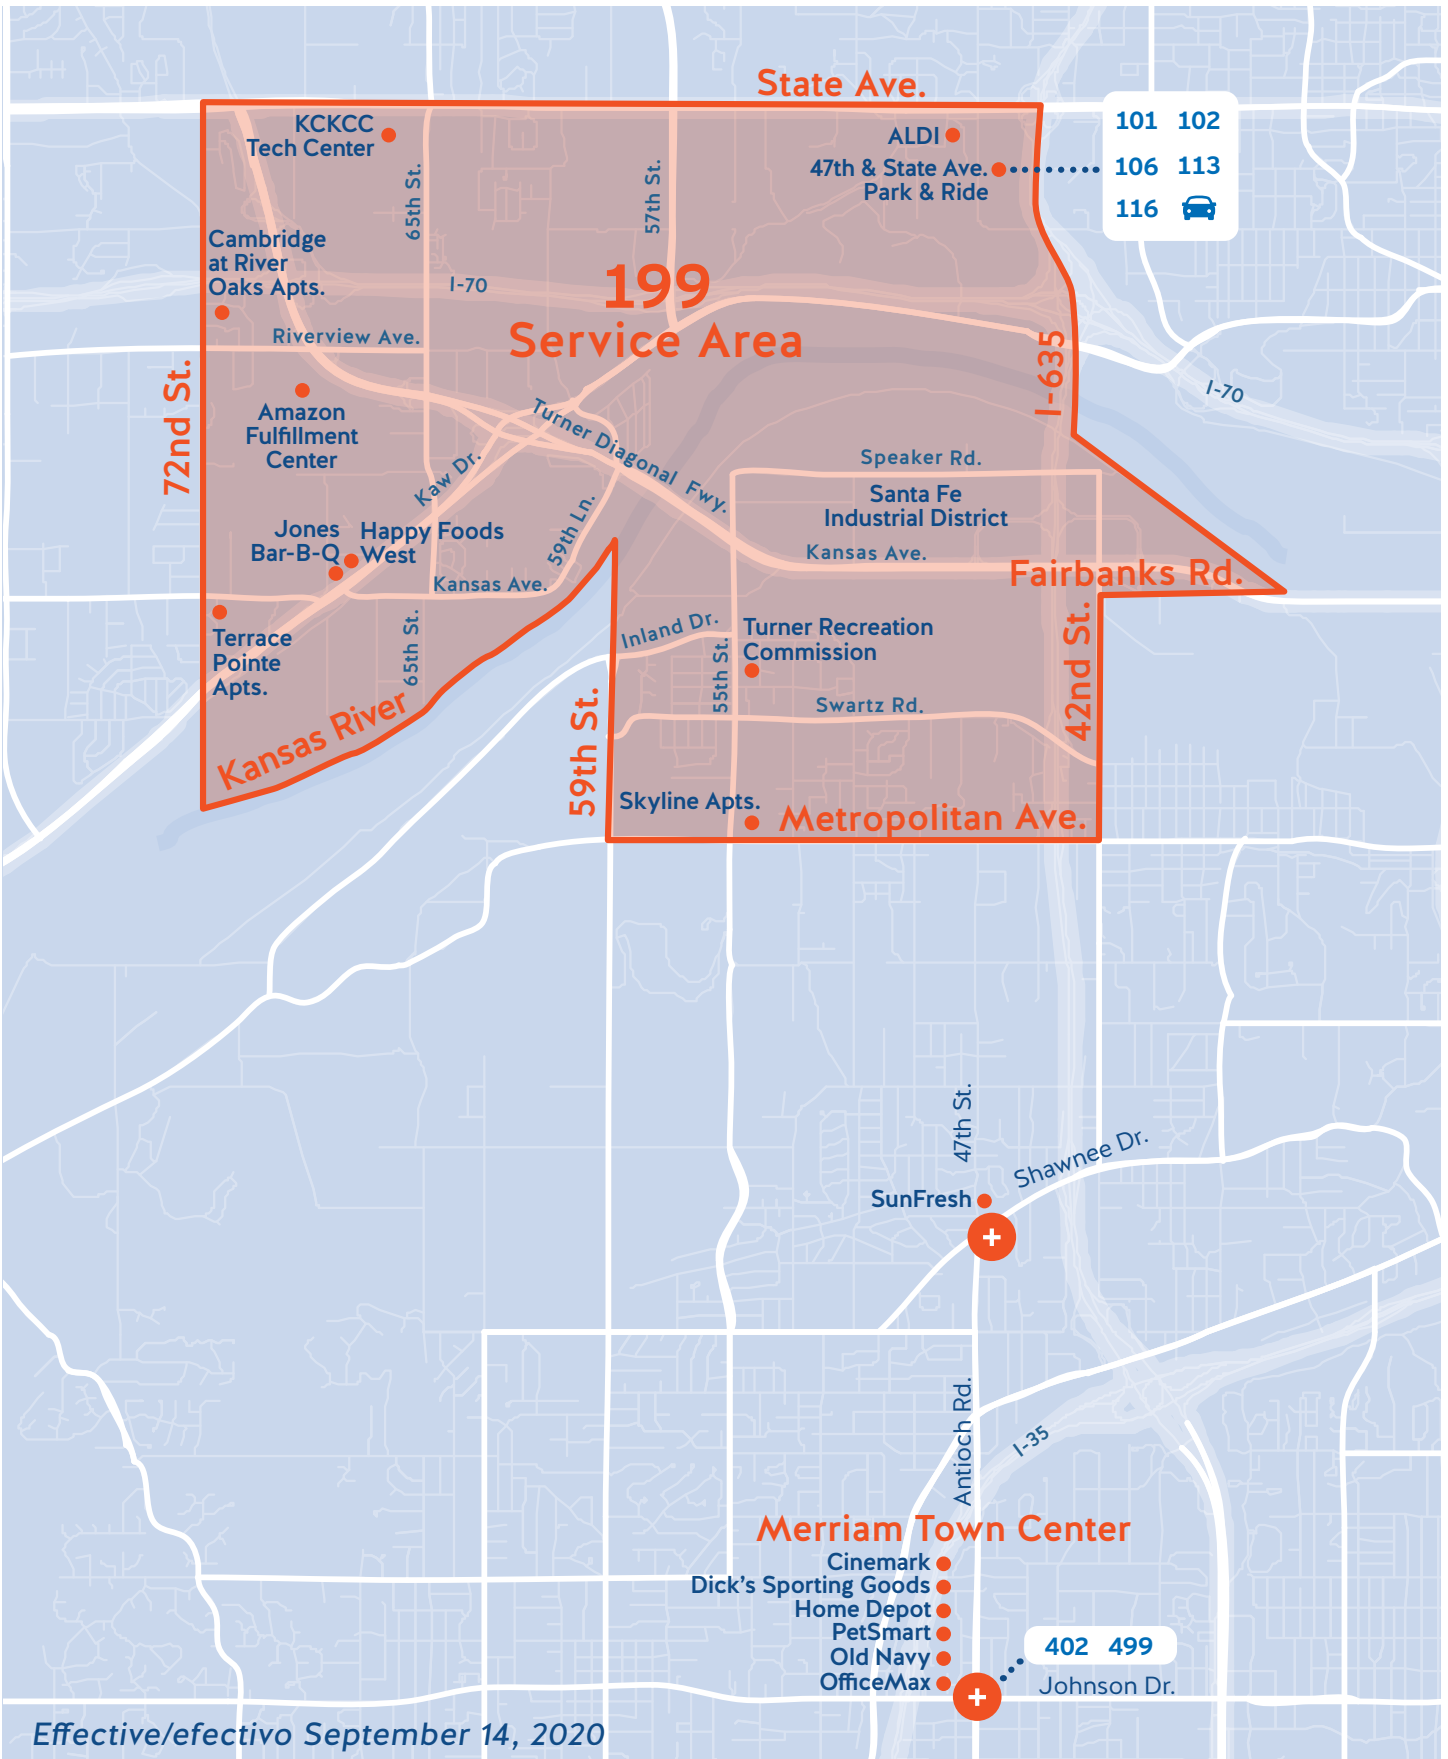 State Ave.
KCKCC
Tech Center
ALDI
47th & State Ave.
Park & Ride
101 102
106 113
116
65th St.
57th St.
Cambridge
at River
Oaks Apts.
I-70
199
Service Area
Riverview Ave.
I-635
I-70
72nd St.
Amazon
Fulfillment
Center
Turner Diagonal Fwy.
Kaw Dr.
Speaker Rd.
Santa Fe
Industrial District
Jones
Bar-B-Q
Happy Foods
West
59th Ln.
Kansas Ave.
Kansas Ave.
Fairbanks Rd.
Terrace
Pointe
Apts.
65th St.
Inland Dr.
55th St.
Turner Recreation
Commission
42nd St.
Kansas River
59th St.
Swartz Rd.
Skyline Apts.
Metropolitan Ave.
47th St.
Shawnee Dr.
SunFresh
+
Antioch Rd.
I-35
Merriam Town Center
Cinemark
Dick's Sporting Goods
Home Depot
PetSmart
Old Navy
OfficeMax
402 499
+
Johnson Dr.
Effective/efectivo September 14, 2020